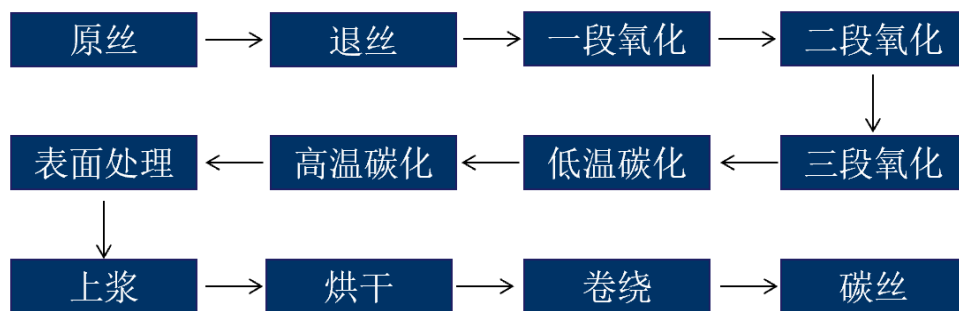 原丝
退丝
一段氧化
二段氧化
三段氧化
低温碳化
高温碳化
表面处理
上浆
烘干
卷绕
碳丝